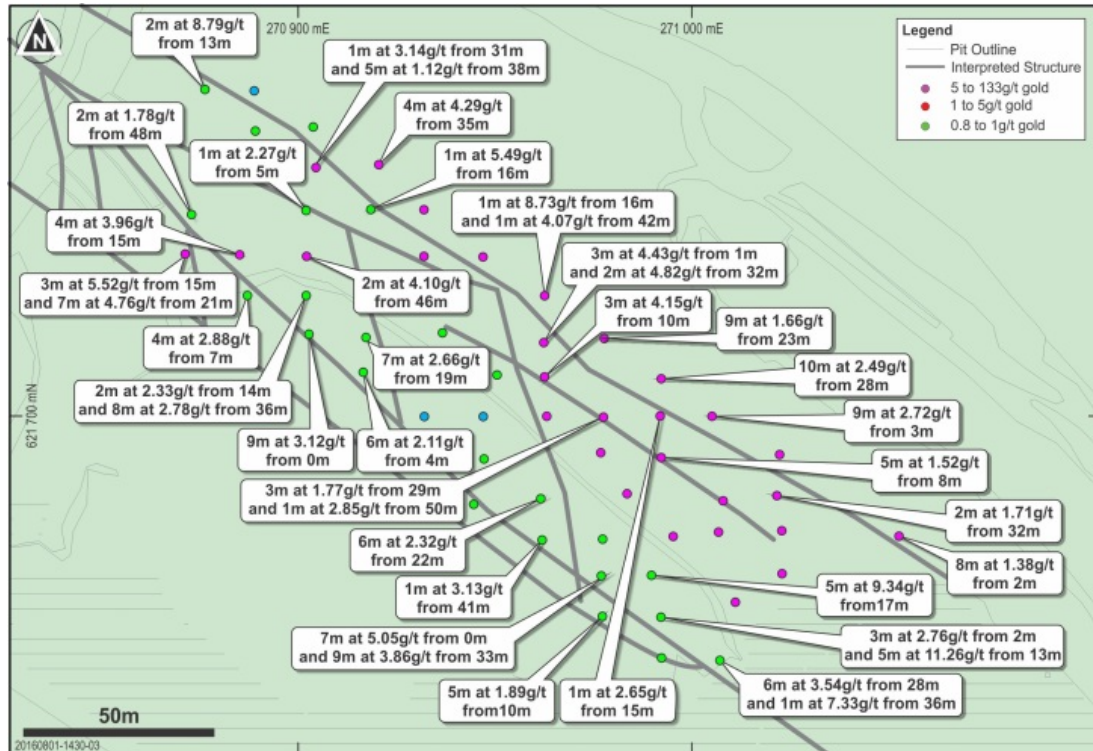 270 900 mE
271 000 mE
N
Legend
Pit Outline
Interpreted Structure
5 to 133g/t gold
1 to 5g/t gold
0.8 to 1g/t gold
2m at 8.79g/t
from 13m
1m at 3.14g/t from 31m
and 5m at 1.12g/t from 38m
4m at 4.29g/t
from 35m
2m at 1.78g/t
from 48m
1m at 2.27g/t
from 5m
1m at 5.49g/t
from 16m
1m at 8.73g/t from 16m
and 1m at 4.07g/t from 42m
4m at 3.96g/t
from 15m
3m at 4.43g/t from 1m
and 2m at 4.82g/t from 32m
3m at 5.52g/t from 15m
and 7m at 4.76g/t from 21m
2m at 4.10g/t
from 46m
3m at 4.15g/t
from 10m
9m at 1.66g/t
from 23m
4m at 2.88g/t
from 7m
7m at 2.66g/t
from 19m
10m at 2.49g/t
from 28m
2m at 2.33g/t from 14m
and 8m at 2.78g/t from 36m
621 700 mN
9m at 3.12g/t
from 0m
6m at 2.11g/t
from 4m
9m at 2.72g/t
from 3m
3m at 1.77g/t from 29m
and 1m at 2.85g/t from 50m
5m at 1.52g/t
from 8m
6m at 2.32g/t
from 22m
2m at 1.71g/t
from 32m
1m at 3.13g/t
from 41m
8m at 1.38g/t
from 2m
5m at 9.34g/t
from17m
7m at 5.05g/t from 0m
and 9m at 3.86g/t from 33m
3m at 2.76g/t from 2m
and 5m at 11.26g/t from 13m
5m at 1.89g/t
from10m
1m at 2.65g/t
from 15m
6m at 3.54g/t from 28m
and 1m at 7.33g/t from 36m
50m
20160801-1430-03